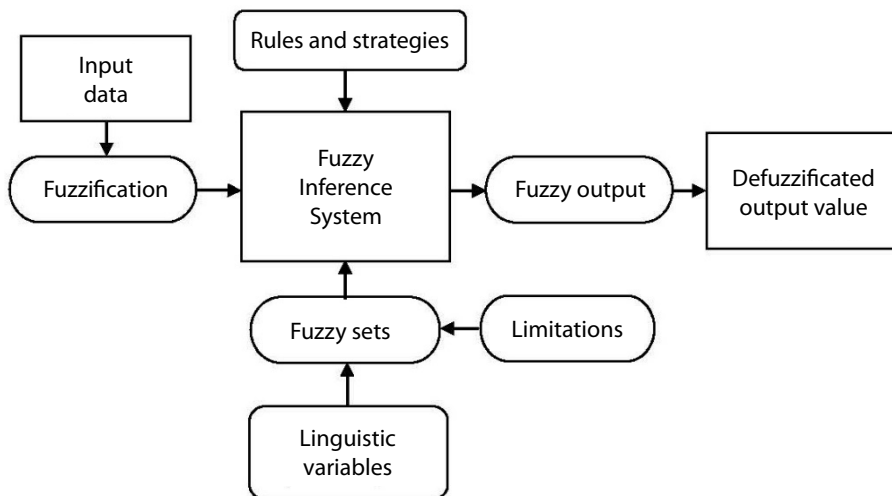 Rules and strategies
Input
data
Fuzzification
Fuzzy
Inference
System
Fuzzy output
Defuzzificated
output value
Fuzzy sets
Limitations
Linguistic
variables